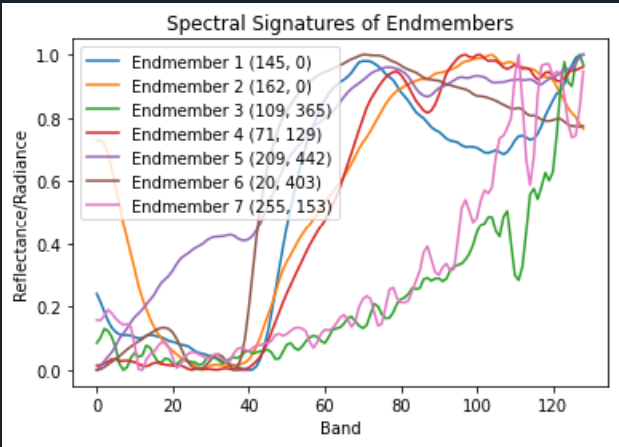 Spectral Signatures of Endmembers
1.0
0.8
0.6
0.4
0.2
0.0
Reflectance/Radiance
Endmember 1 (145, 0)
Endmember 2 (162, 0)
Endmember 3 (109, 365)
Endmember 4 (71, 129)
Endmember 5 (209, 442)
Endmember 6 (20, 403)
Endmember 7 (255, 153)
0 20 40 60 80 100 120
Band